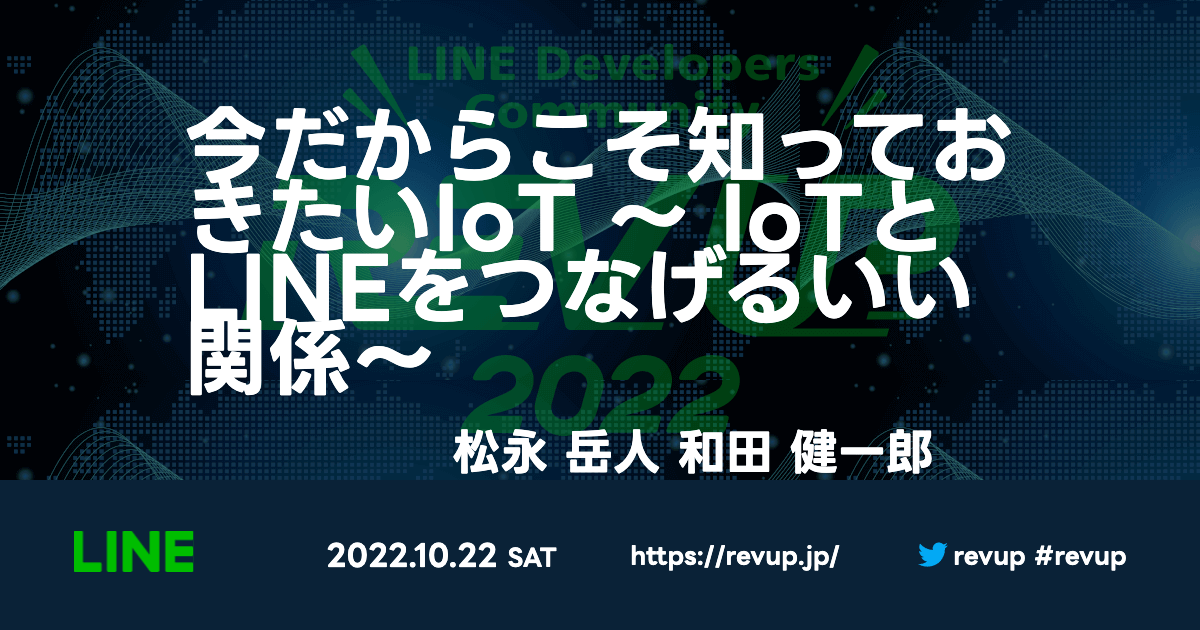 LINE Developers
Community
REV UP
2022
今だからこそ知ってお
きたいIoT ～ IoTと
LINEをつなげるいい
関係～
松永 岳人 和田 健一郎
LINE
2022.10.22 SAT
https://revup.jp/
revup #revup